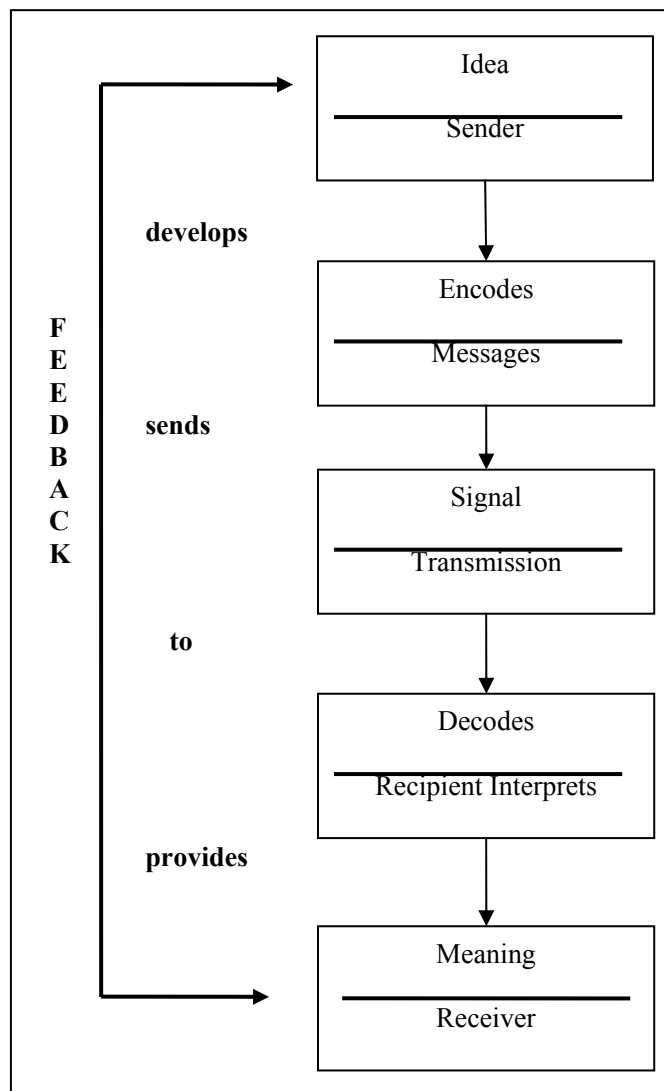 Idea
Sender
develops
Encodes
Messages
F
E
E
D
B
A
C
K
sends
Signal
Transmission
to
Decodes
Recipient Interprets
provides
Meaning
Receiver